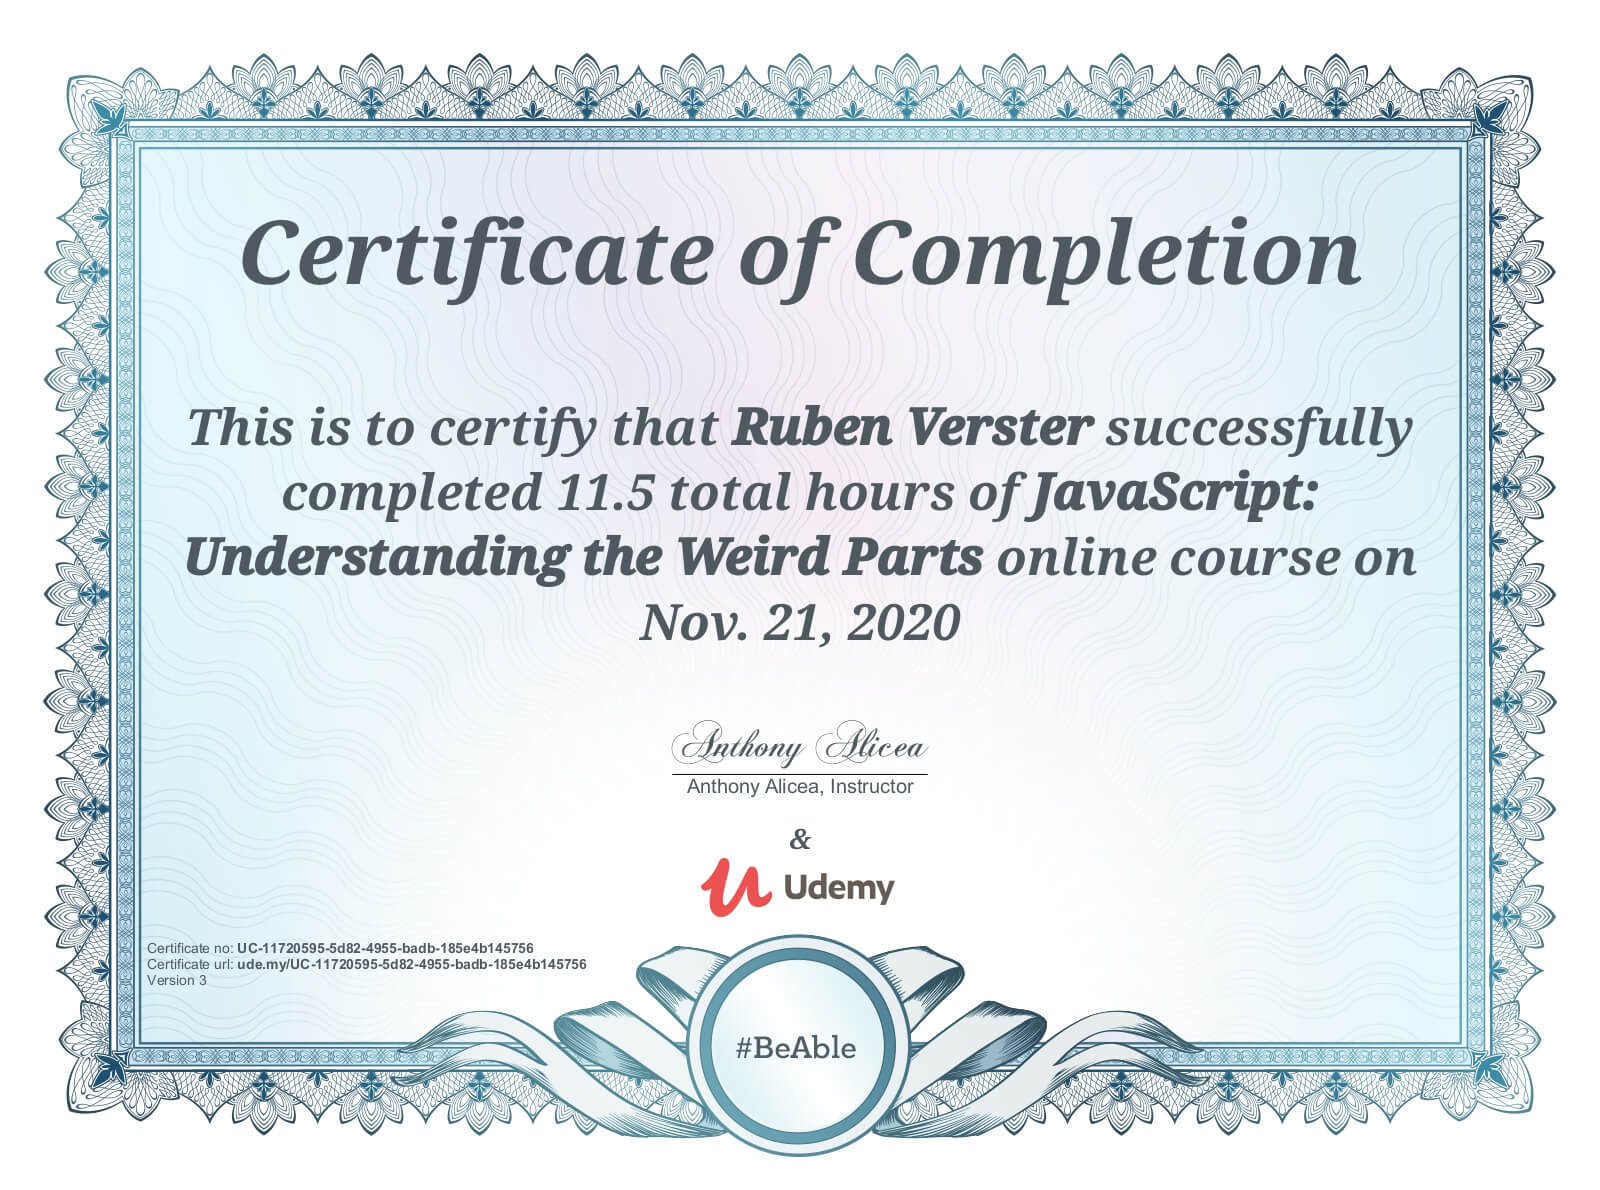 Certificate of Completion
This is to certify that Ruben Verster successfully
completed 11.5 total hours of JavaScript:
Understanding the Weird Parts online course on
Nov. 21, 2020
Anthony Alicea
Anthony Alicea, Instructor
&
Udemy
Certificate no: UC-11720595-5d82-4955-badb-185e4b145756
Certificate url: ude.my/UC-11720595-5d82-4955-badb-185e4b145756
Version 3
#BeAble